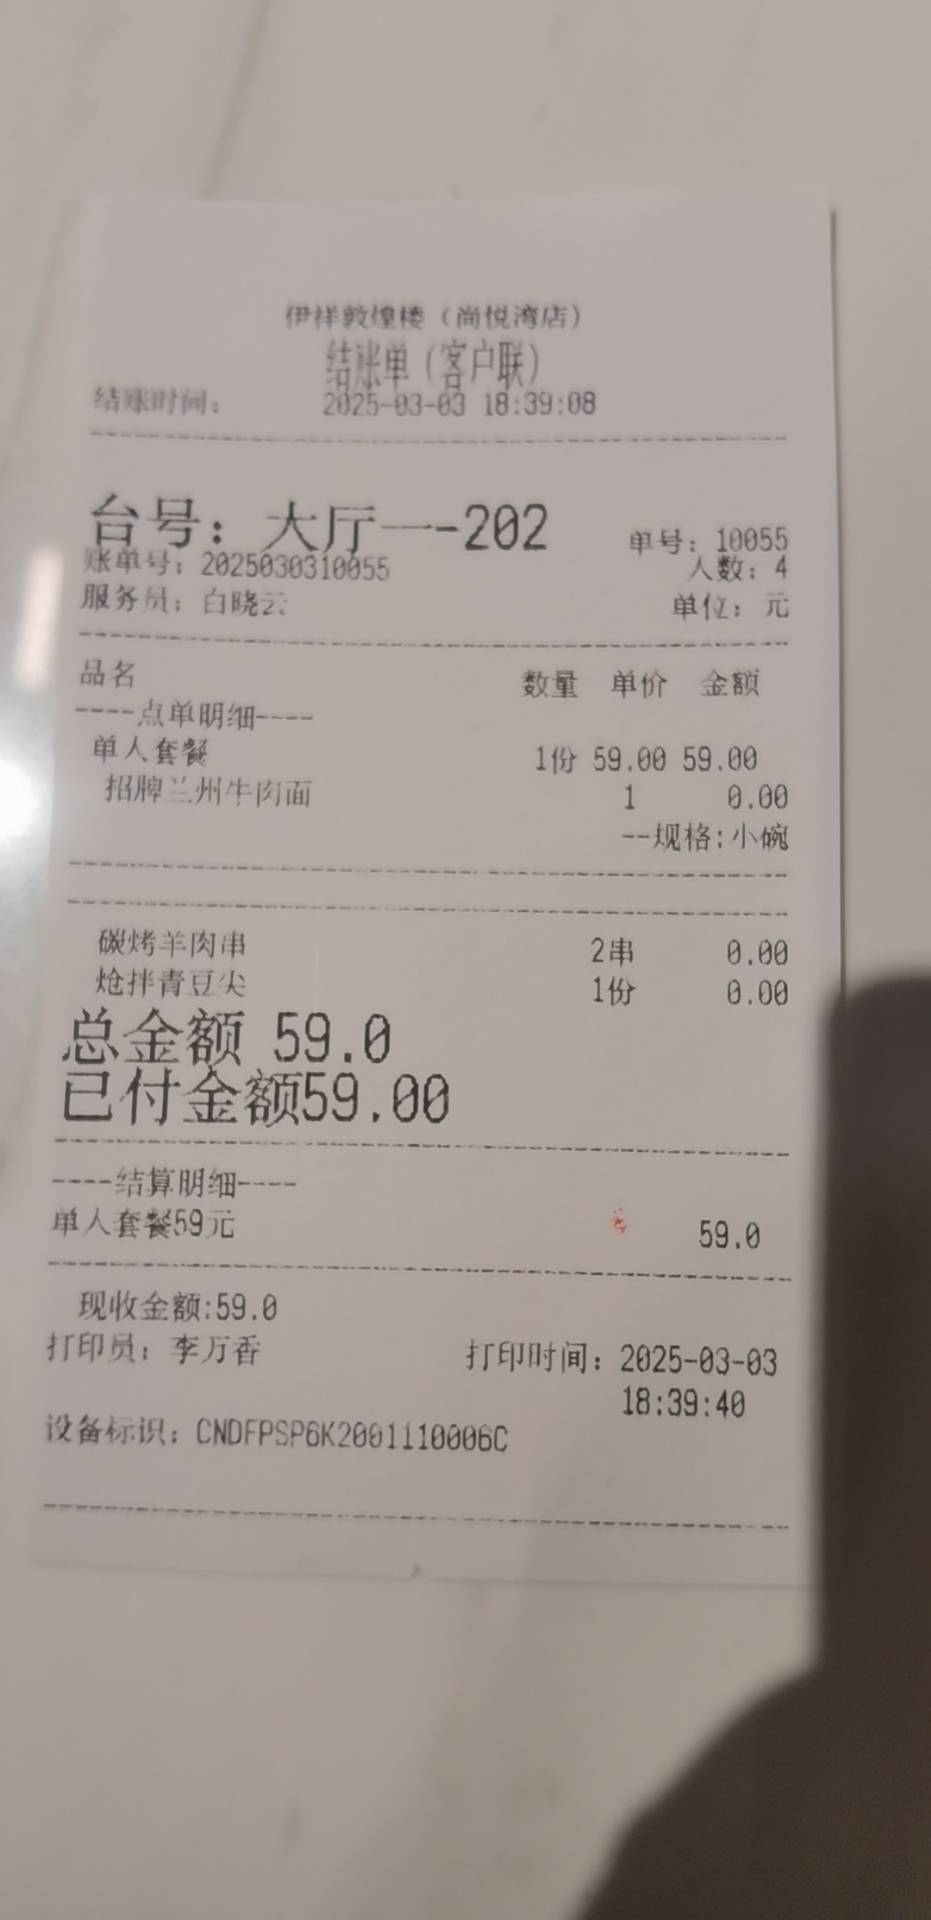 伊祥敦煌楼（尚悦湾店）
结账单（客户联）
结账时间： 2025-03-03 18:39:08
台号：大厅一-202 单号：10055
账单号：2025030310055 人数：4
服务员：白晓云 单位：元
品名 数量 单价 金额
----点单明细----
单人套餐 1份 59.00 59.00
招牌兰州牛肉面 1 0.00
--规格:小碗
碳烤羊肉串 2串 0.00
炝拌青豆尖 1份 0.00
总金额 59.0
已付金额59.00
----结算明细----
单人套餐59元 59.0
现收金额:59.0
打印员：李万香 打印时间：2025-03-03
18:39:40
设备标识：CNDFPSP6K2001110006C